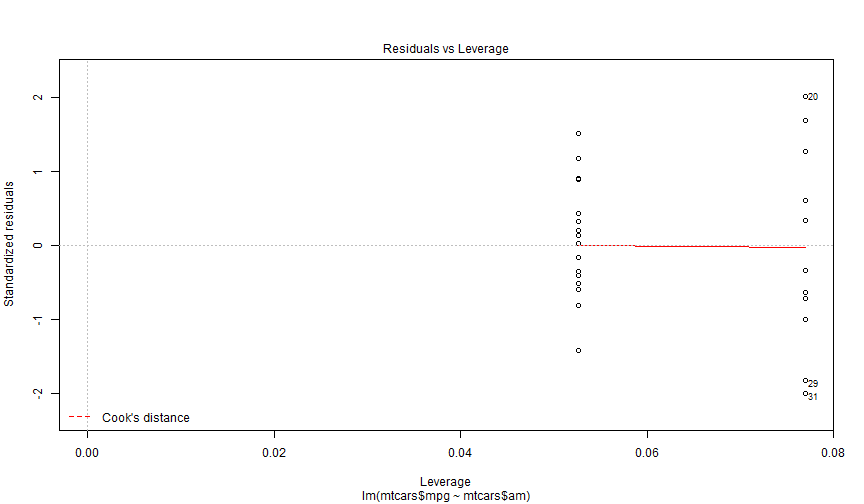 Residuals vs Leverage
Standardized residuals
2
1
0
-1
-2
20
29
31
Cook's distance
0.00 0.02 0.04 0.06 0.08
Leverage
lm(mtcars$mpg ~ mtcars$am)